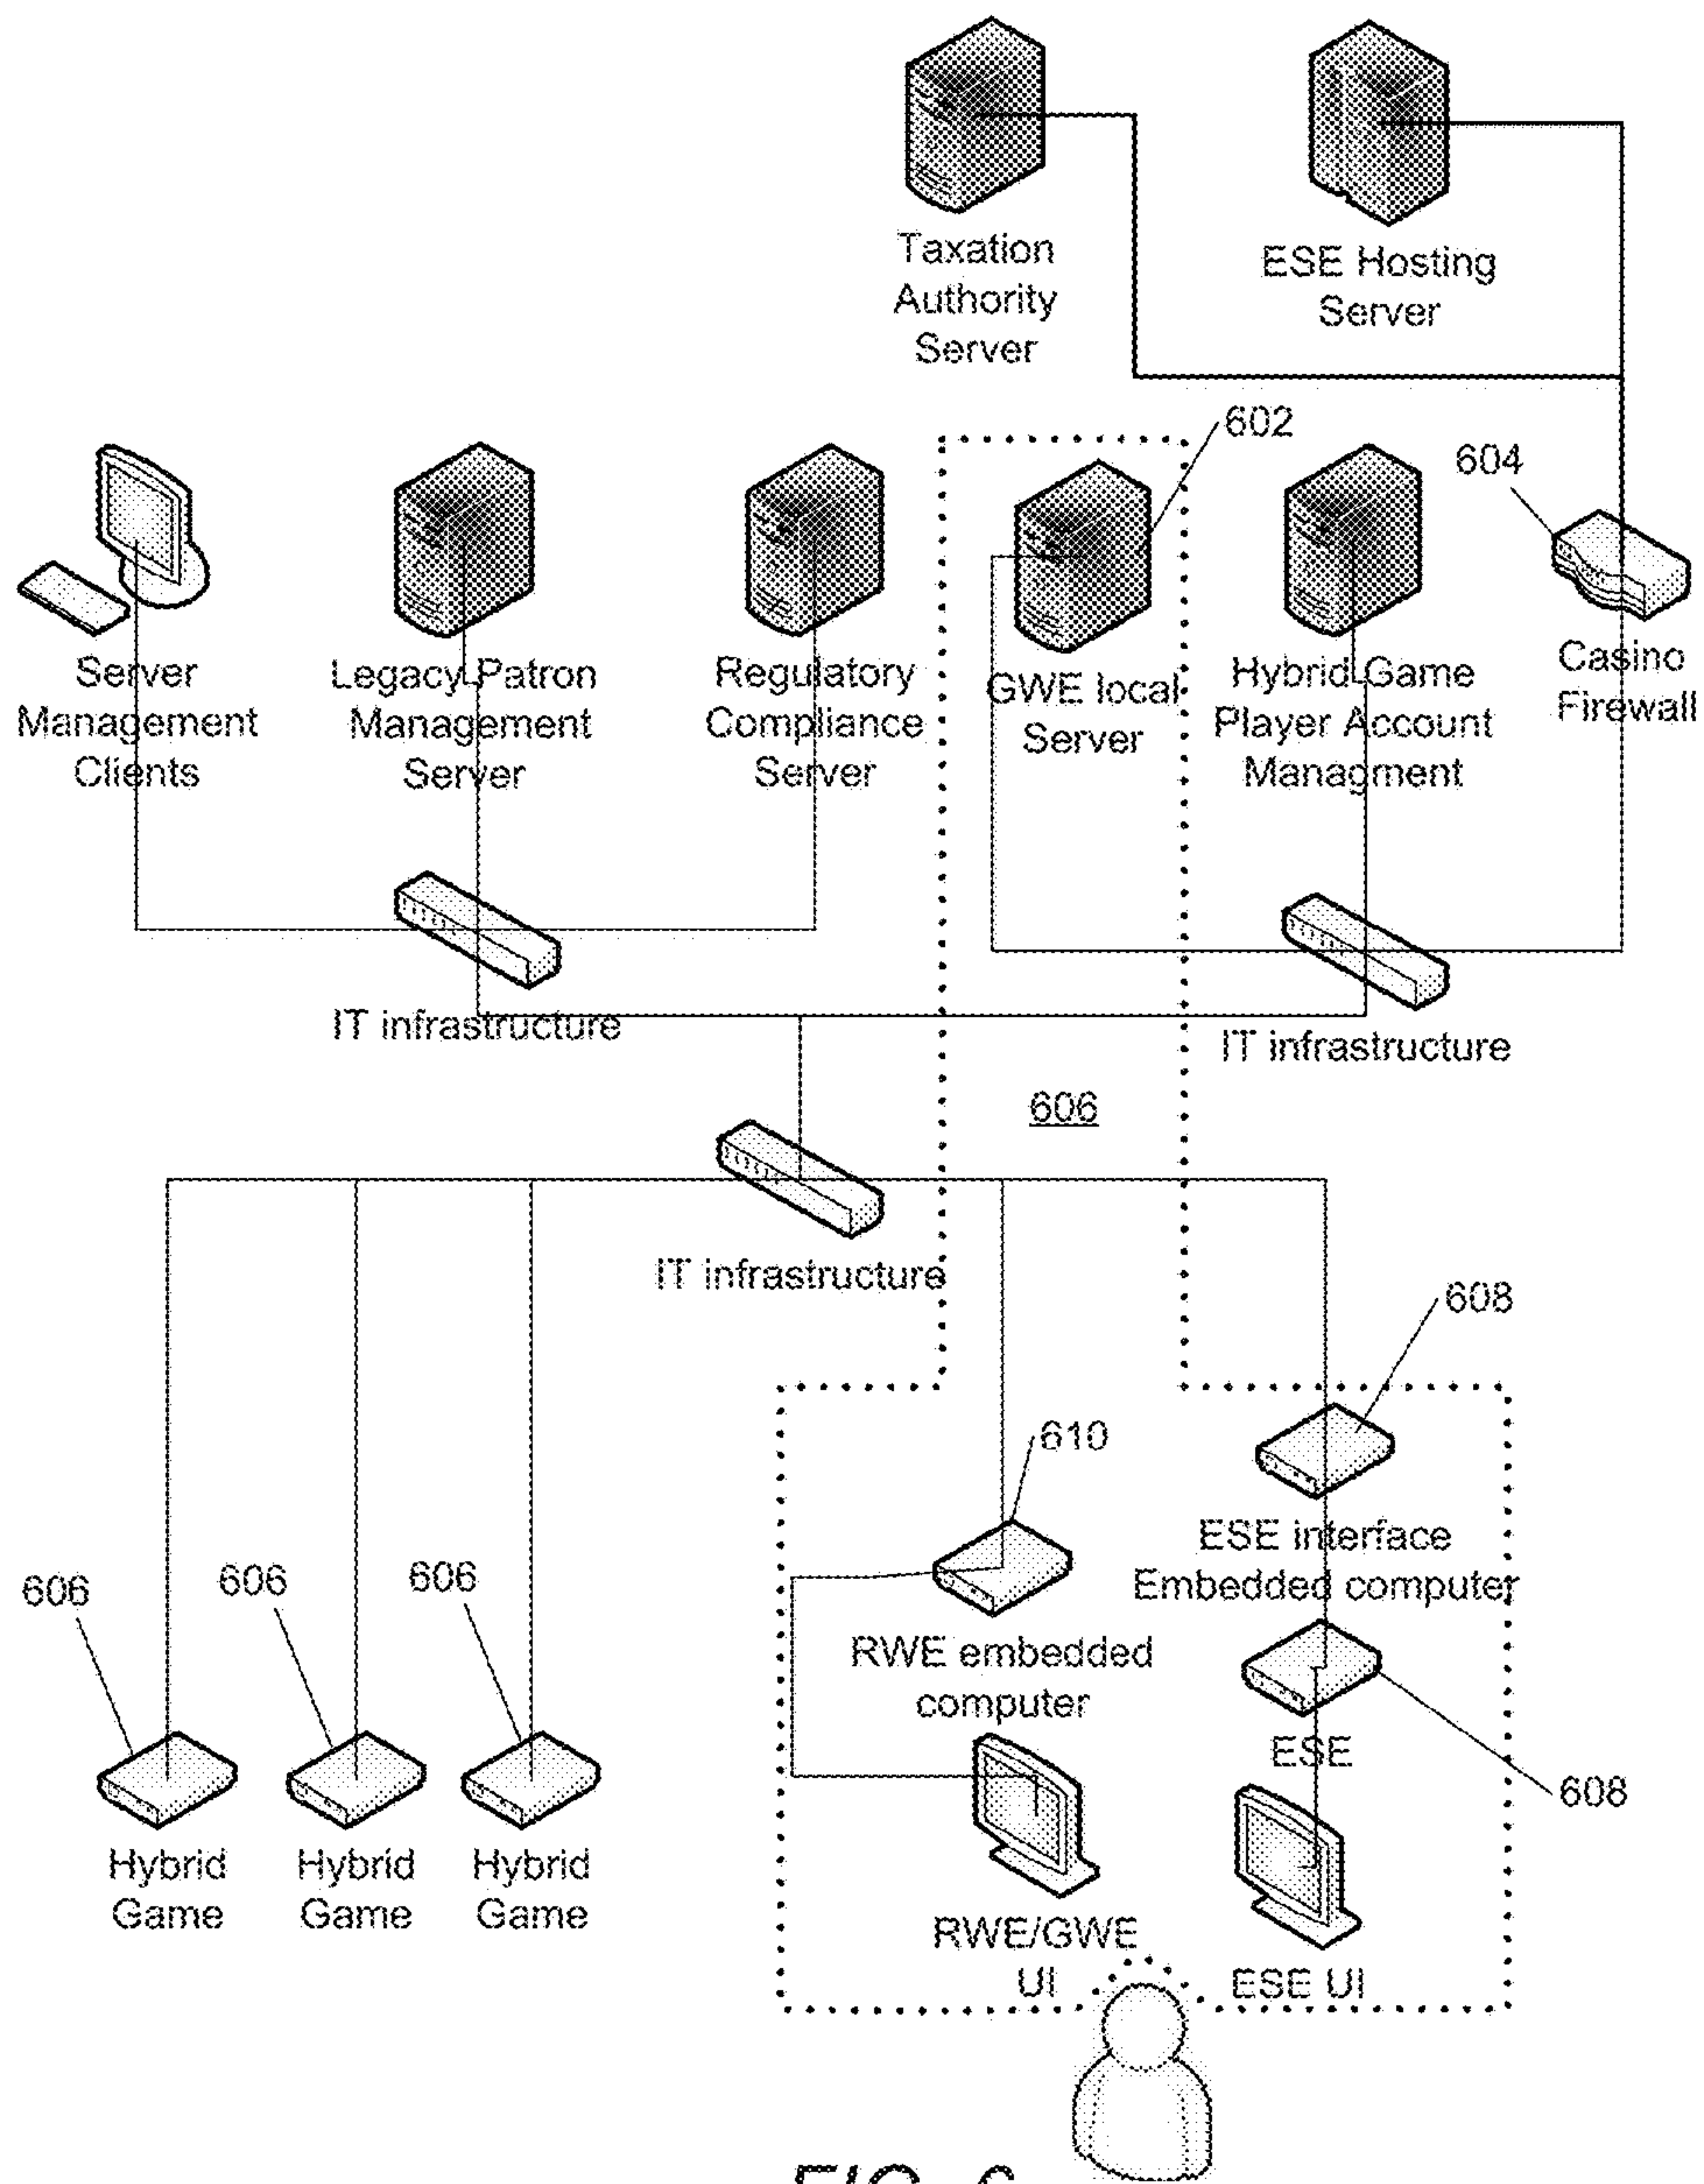 Taxation
Authority
Server
ESE Hosting
Server
602
604
Server
Management
Clients
Legacy Patron
Management
Server
Regulatory
Compliance
Server
GWE local
Server
Hybrid Game
Player Account
Managment
Casino
Firewall
IT infrastructure
IT infrastructure
606
IT infrastructure
608
610
ESE interface
Embedded computer
606
606
606
RWE embedded
computer
ESE
608
Hybrid
Game
Hybrid
Game
Hybrid
Game
RWE/GWE
UI
ESE UI
FIG. 6